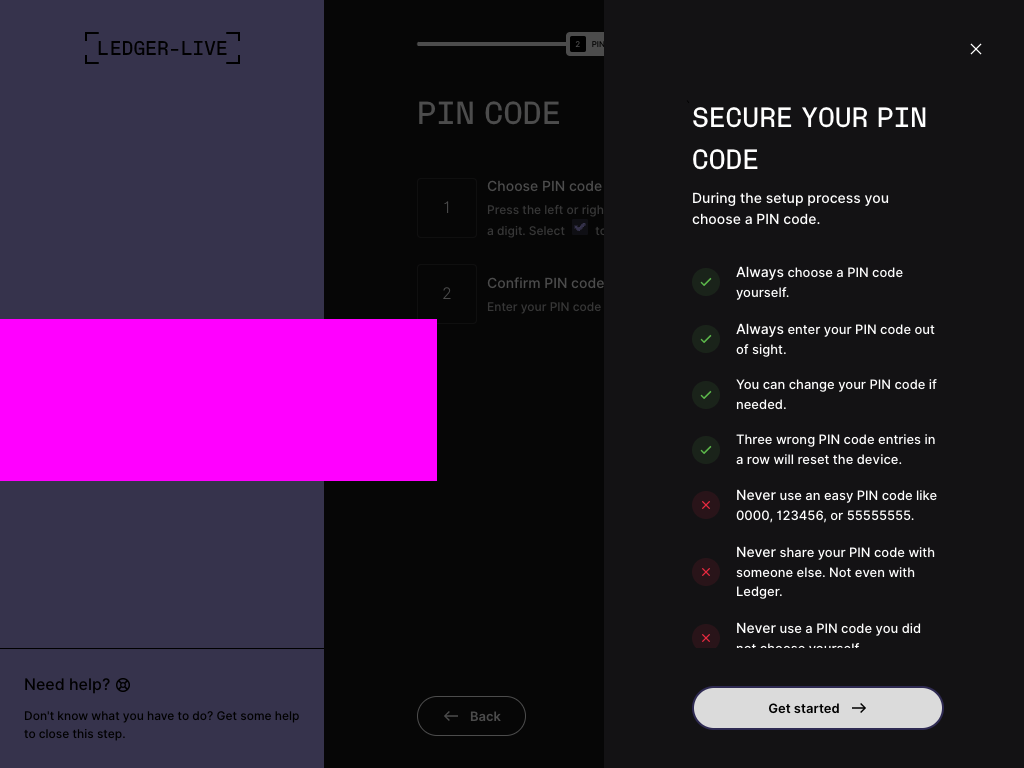 LEDGER-LIVE
2 PIN
PIN CODE
1
Choose PIN code
Press the left or righ
a digit. Select to
2
Confirm PIN code
Enter your PIN code
Need help?
Don't know what you have to do? Get some help
to close this step.
Back
SECURE YOUR PIN
CODE
During the setup process you
choose a PIN code.
Always choose a PIN code
yourself.
Always enter your PIN code out
of sight.
You can change your PIN code if
needed.
Three wrong PIN code entries in
a row will reset the device.
Never use an easy PIN code like
0000, 123456, or 55555555.
Never share your PIN code with
someone else. Not even with
Ledger.
Never use a PIN code you did
not choose yourself.
Get started